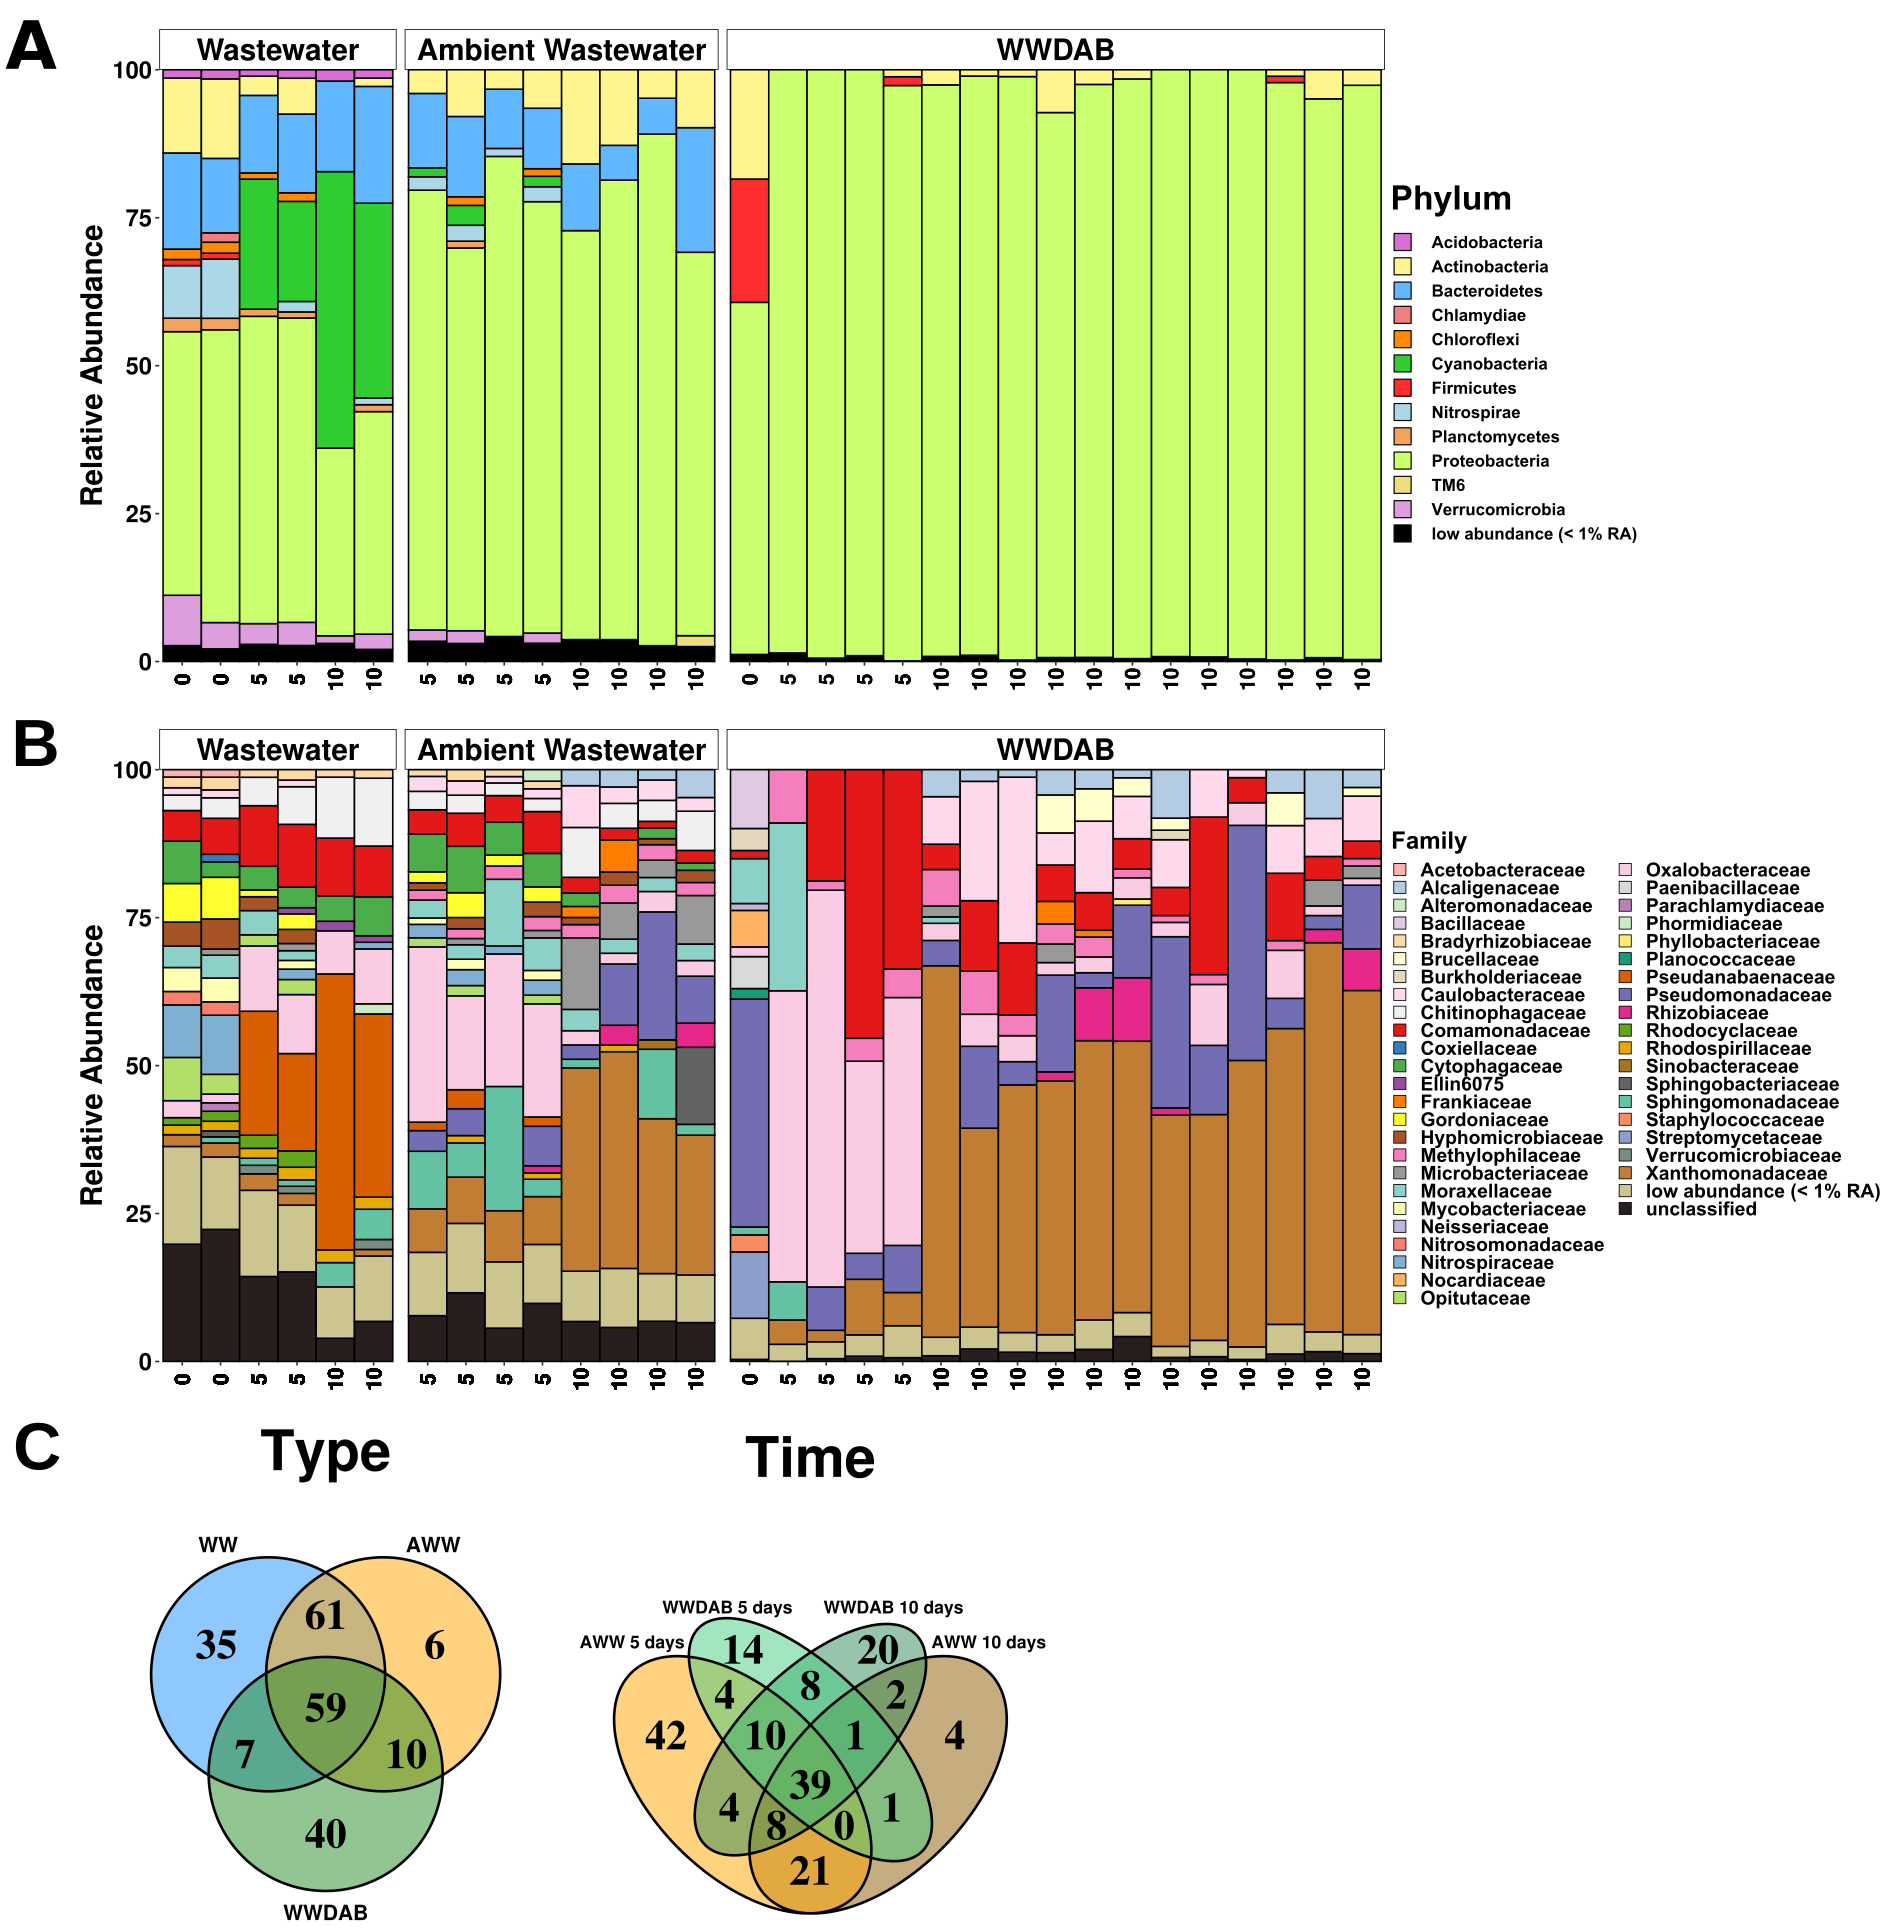 A
Wastewater
Ambient Wastewater
WWDAB
Relative Abundance
100
75
50
25
0
0 0 5 5 10 10
5 5 5 5 10 10 10 10
0 5 5 5 5 10 10 10 10 10 10 10 10 10 10 10 10
Phylum
Acidobacteria
Actinobacteria
Bacteroidetes
Chlamydiae
Chloroflexi
Cyanobacteria
Firmicutes
Nitrospirae
Planctomycetes
Proteobacteria
TM6
Verrucomicrobia
low abundance (< 1% RA)
B
Wastewater
Ambient Wastewater
WWDAB
Relative Abundance
100
75
50
25
0
0 0 5 5 10 10
5 5 5 5 10 10 10 10
0 5 5 5 5 10 10 10 10 10 10 10 10 10 10 10 10
Family
Acetobacteraceae
Alcaligenaceae
Alteromonadaceae
Bacillaceae
Bradyrhizobiaceae
Brucellaceae
Burkholderiaceae
Caulobacteraceae
Chitinophagaceae
Comamonadaceae
Coxiellaceae
Cytophagaceae
Ellin6075
Frankiaceae
Gordoniaceae
Hyphomicrobiaceae
Methylophilaceae
Microbacteriaceae
Moraxellaceae
Mycobacteriaceae
Neisseriaceae
Nitrosomonadaceae
Nitrospiraceae
Nocardiaceae
Opitutaceae
Oxalobacteraceae
Paenibacillaceae
Parachlamydiaceae
Phormidiaceae
Phyllobacteriaceae
Planococcaceae
Pseudanabaenaceae
Pseudomonadaceae
Rhizobiaceae
Rhodocyclaceae
Rhodospirillaceae
Sinobacteraceae
Sphingobacteriaceae
Sphingomonadaceae
Staphylococcaceae
Streptomycetaceae
Verrucomicrobiaceae
Xanthomonadaceae
low abundance (< 1% RA)
unclassified
C
Type
WW
AWW
35
61
6
59
7
10
40
WWDAB
Time
WWDAB 5 days
WWDAB 10 days
AWW 5 days
AWW 10 days
14
20
4
8
2
42
10
1
4
39
4
8
0
1
21